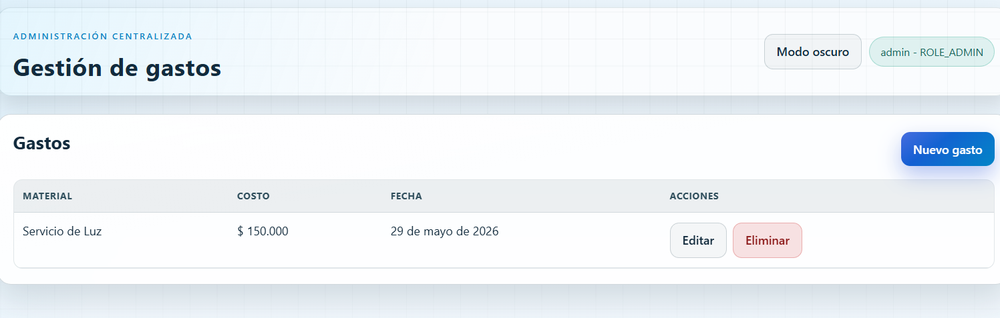 ADMINISTRACIÓN CENTRALIZADA
Gestión de gastos
Modo oscuro
admin - ROLE_ADMIN
Gastos
Nuevo gasto
MATERIAL COSTO FECHA ACCIONES
Servicio de Luz $ 150.000 29 de mayo de 2026 Editar Eliminar